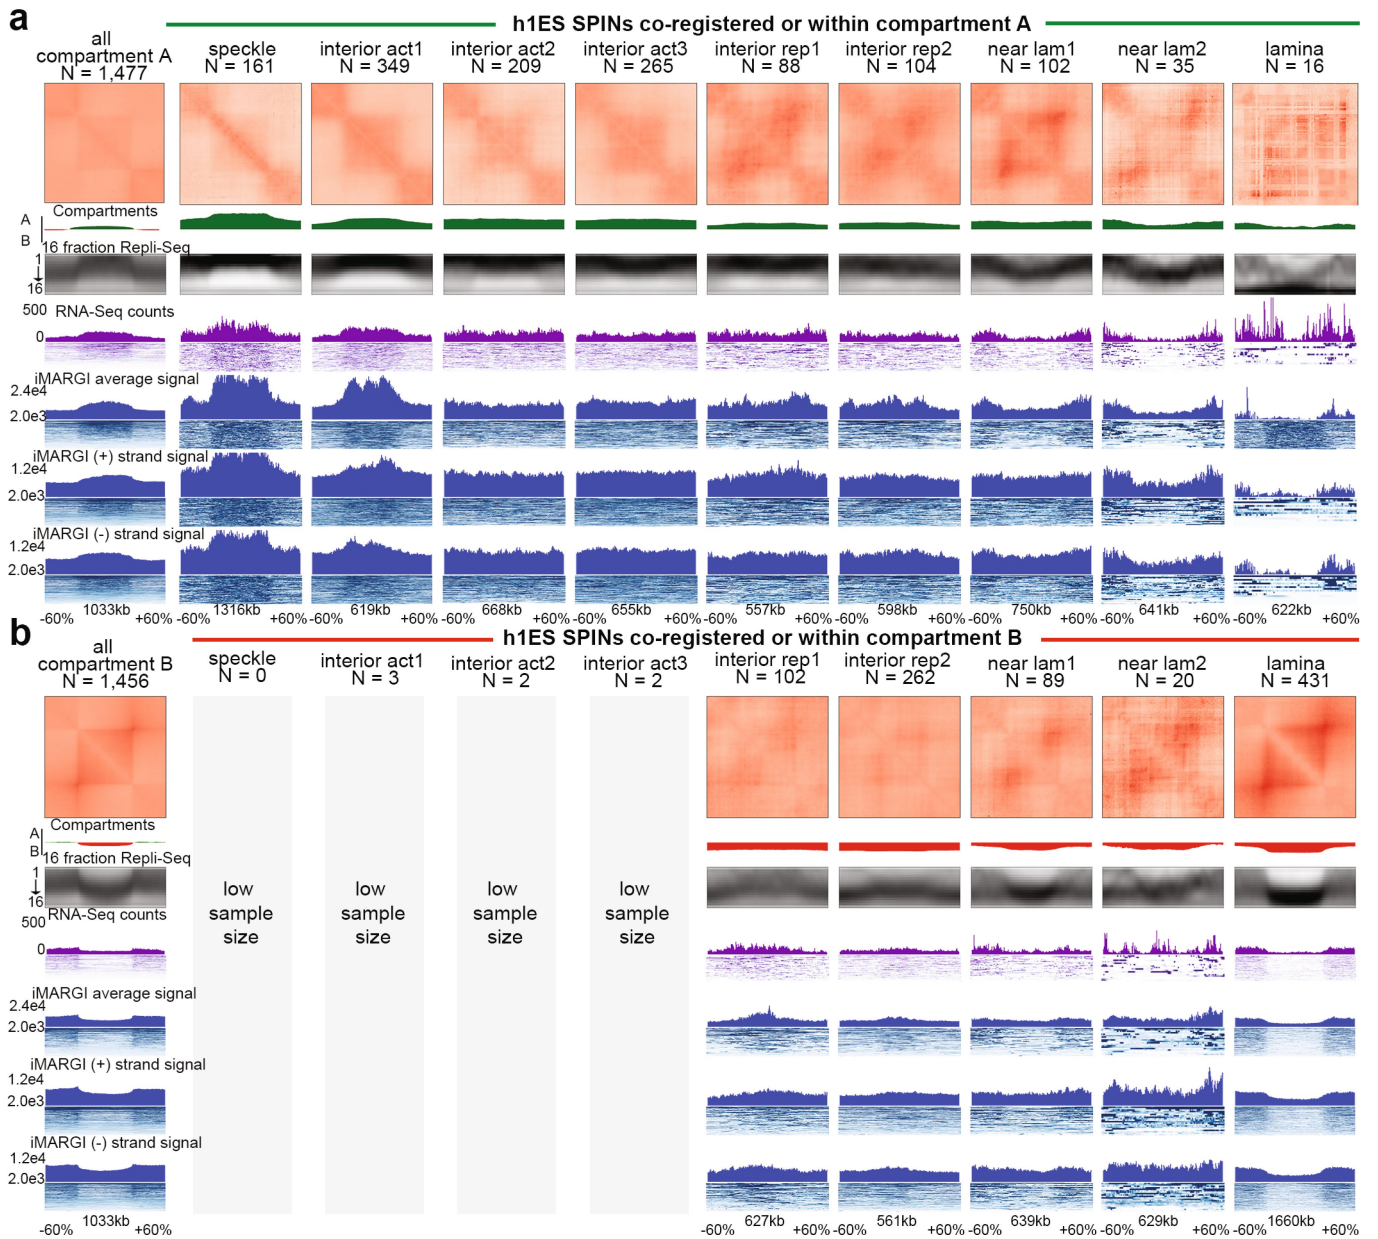 a
h1ES SPINs co-registered or within compartment A
all
compartment A
N = 1,477
speckle
N = 161
interior act1
N = 349
interior act2
N = 209
interior act3
N = 265
interior rep1
N = 88
interior rep2
N = 104
near lam1
N = 102
near lam2
N = 35
lamina
N = 16
Compartments
A
B
16 fraction Repli-Seq
1
16
RNA-Seq counts
500
0
iMARGI average signal
2.4e4
2.0e3
iMARGI (+) strand signal
1.2e4
2.0e3
iMARGI (-) strand signal
1.2e4
2.0e3
-60% 1033kb +60%
-60% 1316kb +60%
-60% 619kb +60%
-60% 668kb +60%
-60% 655kb +60%
-60% 557kb +60%
-60% 598kb +60%
-60% 750kb +60%
-60% 641kb +60%
-60% 622kb +60%
b
h1ES SPINs co-registered or within compartment B
all
compartment B
N = 1,456
speckle
N = 0
interior act1
N = 3
interior act2
N = 2
interior act3
N = 2
interior rep1
N = 102
interior rep2
N = 262
near lam1
N = 89
near lam2
N = 20
lamina
N = 431
Compartments
A
B
16 fraction Repli-Seq
1
16
RNA-Seq counts
500
0
iMARGI average signal
2.4e4
2.0e3
iMARGI (+) strand signal
1.2e4
2.0e3
iMARGI (-) strand signal
1.2e4
2.0e3
low
sample
size
low
sample
size
low
sample
size
low
sample
size
-60% 1033kb +60%
-60% 627kb +60%
-60% 561kb +60%
-60% 639kb +60%
-60% 629kb +60%
-60% 1660kb +60%